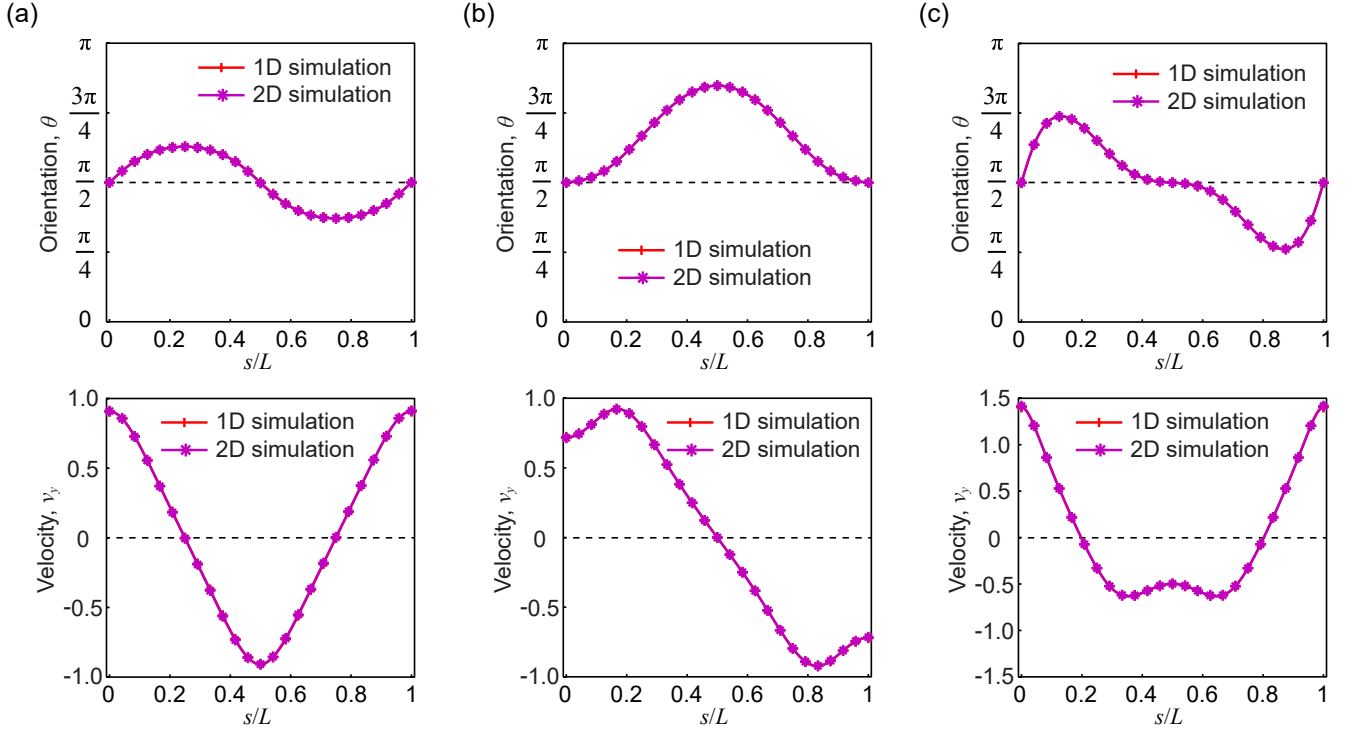 (a)
π
3π
4
π
2
π
4
0
Orientation, θ
1D simulation
2D simulation
0 0.2 0.4 0.6 0.8 1
s/L
1.0
0.5
0
-0.5
-1.0
Velocity, vy
1D simulation
2D simulation
0 0.2 0.4 0.6 0.8 1
s/L
(b)
π
3π
4
π
2
π
4
0
Orientation, θ
1D simulation
2D simulation
0 0.2 0.4 0.6 0.8 1
s/L
1.0
0.5
0
-0.5
-1.0
Velocity, vy
1D simulation
2D simulation
0 0.2 0.4 0.6 0.8 1
s/L
(c)
π
3π
4
π
2
π
4
0
Orientation, θ
1D simulation
2D simulation
0 0.2 0.4 0.6 0.8 1
s/L
1.5
1.0
0.5
0
-0.5
-1.0
-1.5
Velocity, vy
1D simulation
2D simulation
0 0.2 0.4 0.6 0.8 1
s/L